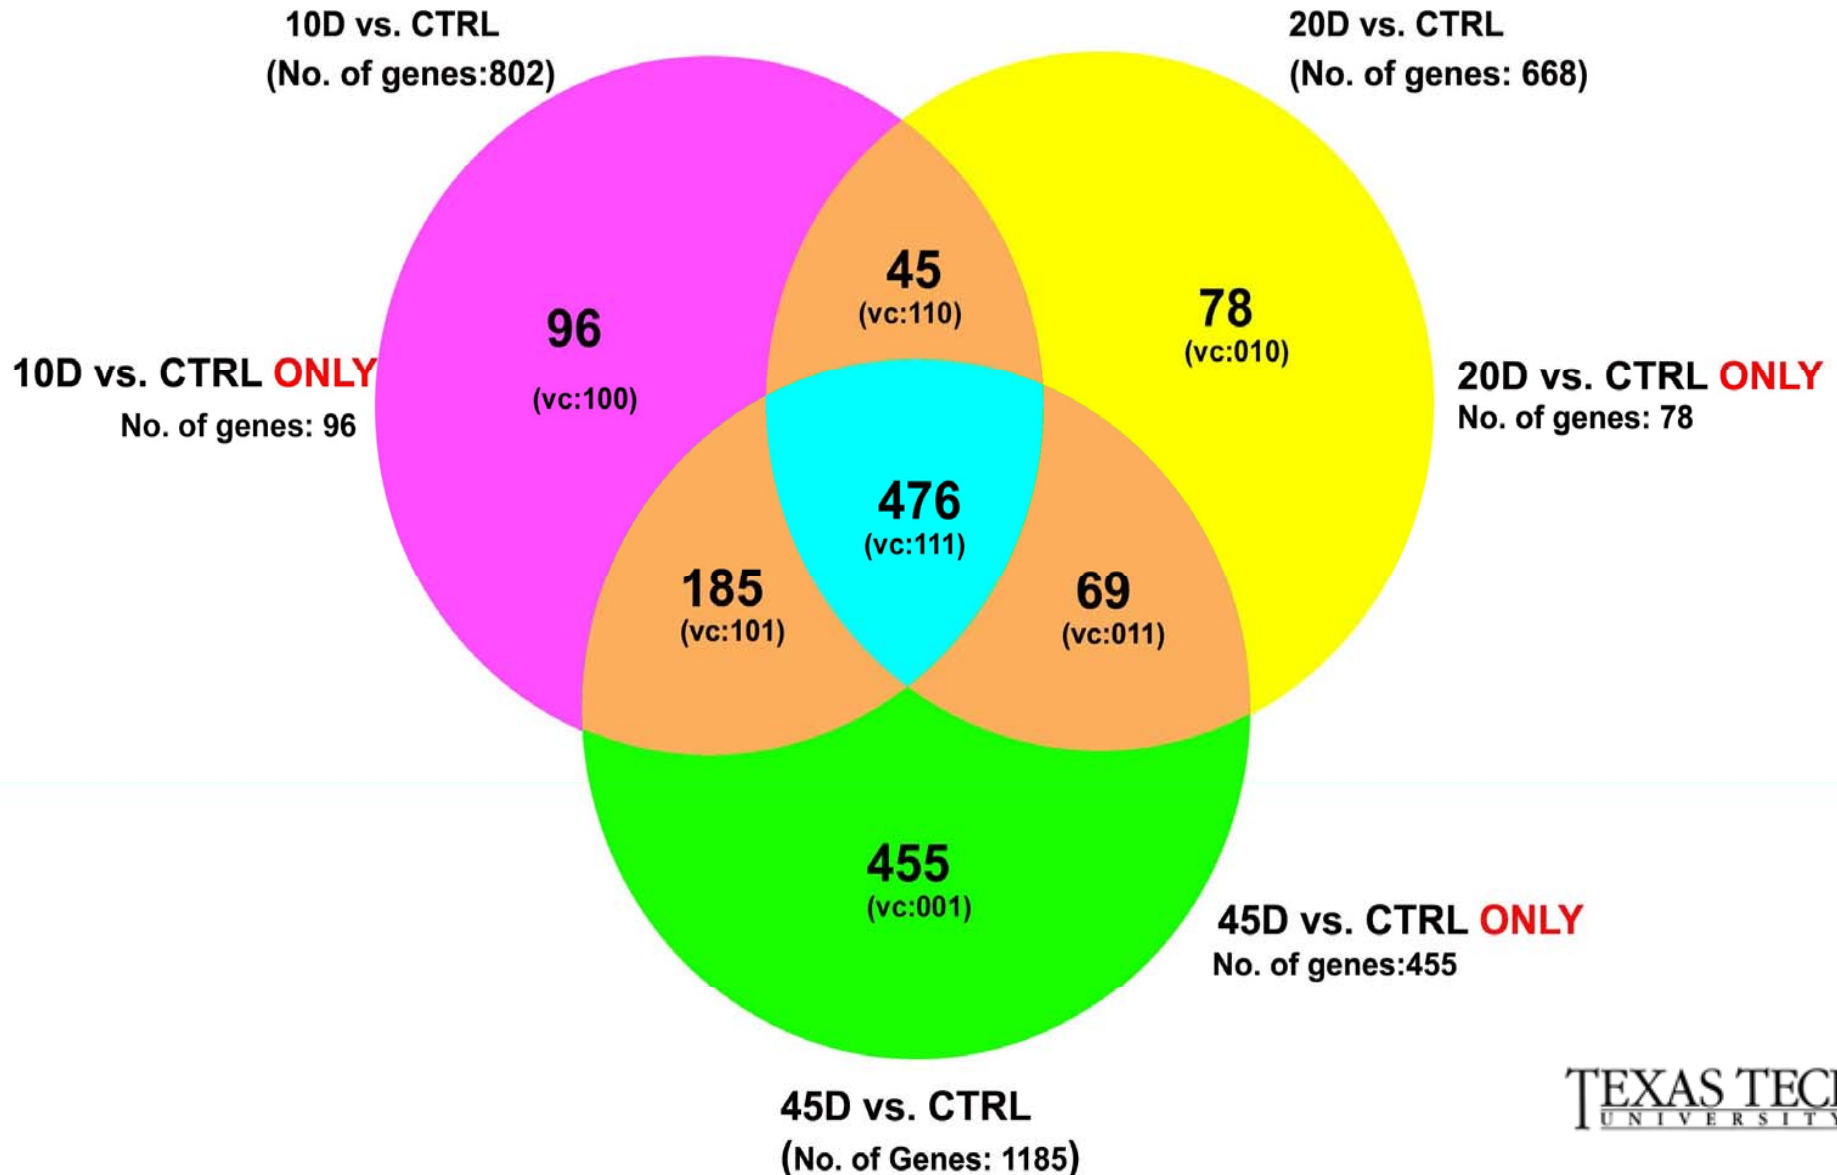 10D vs. CTRL
(No. of genes:802)
20D vs. CTRL
(No. of genes: 668)
45
(vc:110)
78
(vc:010)
96
(vc:100)
10D vs. CTRL ONLY
No. of genes: 96
20D vs. CTRL ONLY
No. of genes: 78
476
(vc:111)
185
(vc:101)
69
(vc:011)
455
(vc:001)
45D vs. CTRL ONLY
No. of genes:455
45D vs. CTRL
(No. of Genes: 1185)
TEXAS TECH
UNIVERSITY